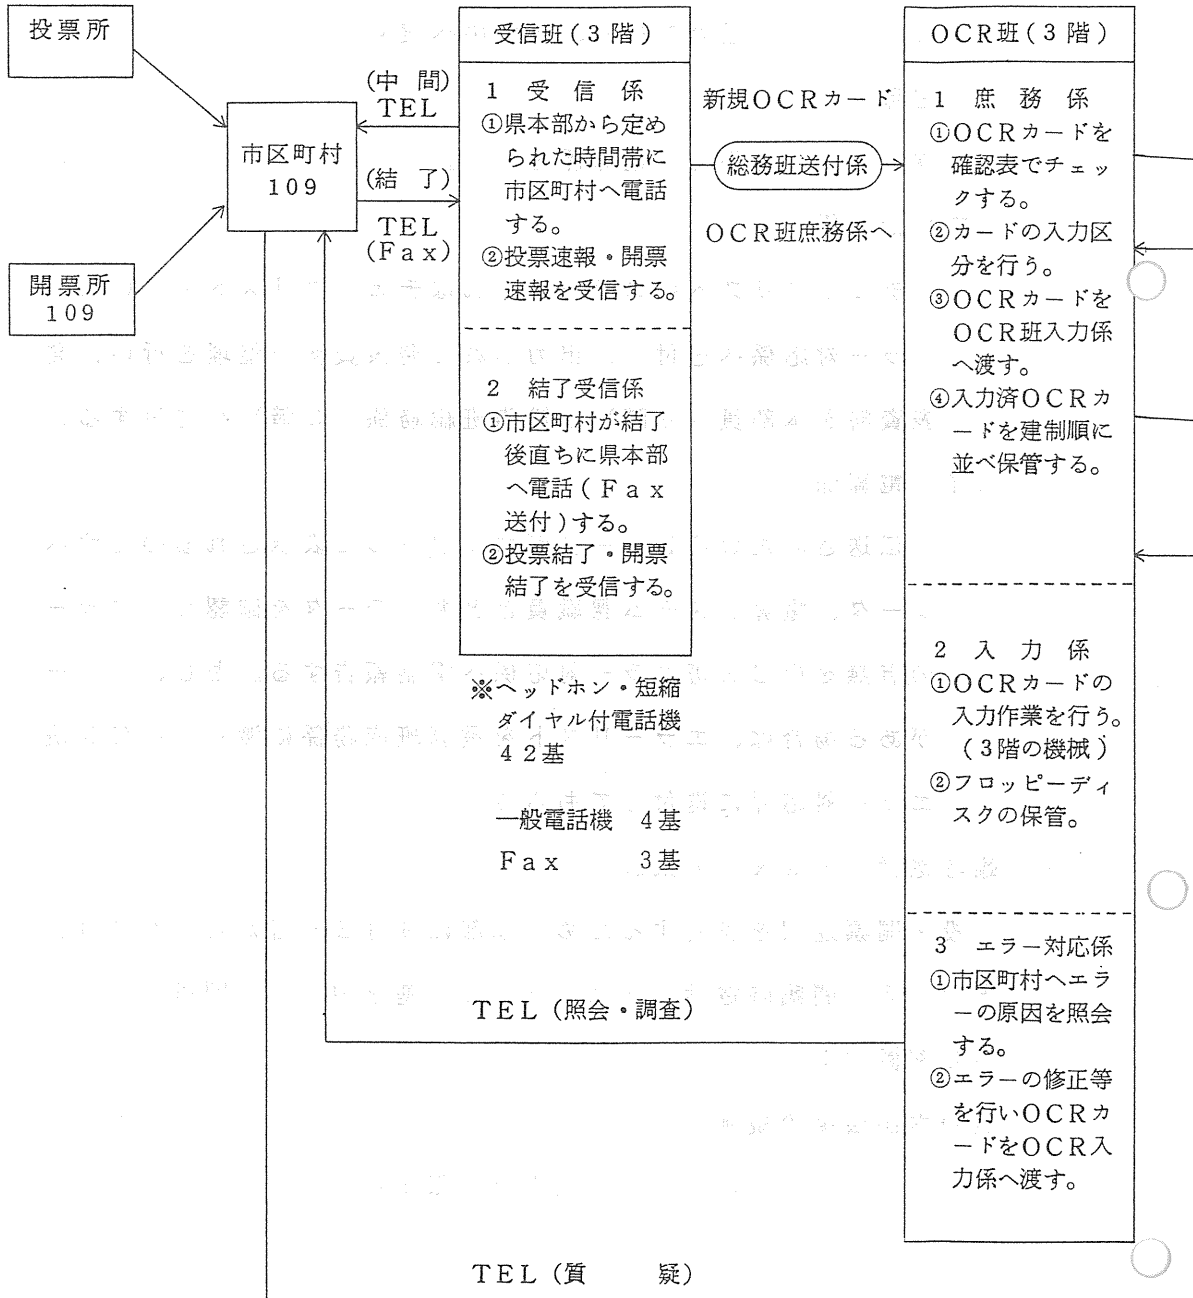 投票所
市区町村
109
開票所
109
(中 間)
TEL
(結 了)
TEL
(Fax)
受信班(3階)
1 受信係
①県本部から定め
られた時間帯に
市区町村へ電話
する。
②投票速報・開票
速報を受信する。
2 結了受信係
①市区町村が結了
後直ちに県本部
へ電話(Fax
送付)する。
②投票結了・開票
結了を受信する。
※ヘッドホン・短縮
ダイヤル付電話機
42基
一般電話機 4基
Fax 3基
新規OCRカード
総務班送付係
OCR班庶務係へ
OCR班(3階)
1 庶務係
①OCRカードを
確認表でチェッ
クする。
②カードの入力区
分を行う。
③OCRカードを
OCR班入力係
へ渡す。
④入力済OCRカ
ードを建制順に
並べ保管する。
2 入力係
①OCRカードの
入力作業を行う。
(3階の機械)
②フロッピーディ
スクの保管。
3 エラー対応係
①市区町村へエラ
ーの原因を照会
する。
②エラーの修正等
を行いOCRカ
ードをOCR入
力係へ渡す。
TEL(照会・調査)
TEL(質 疑)